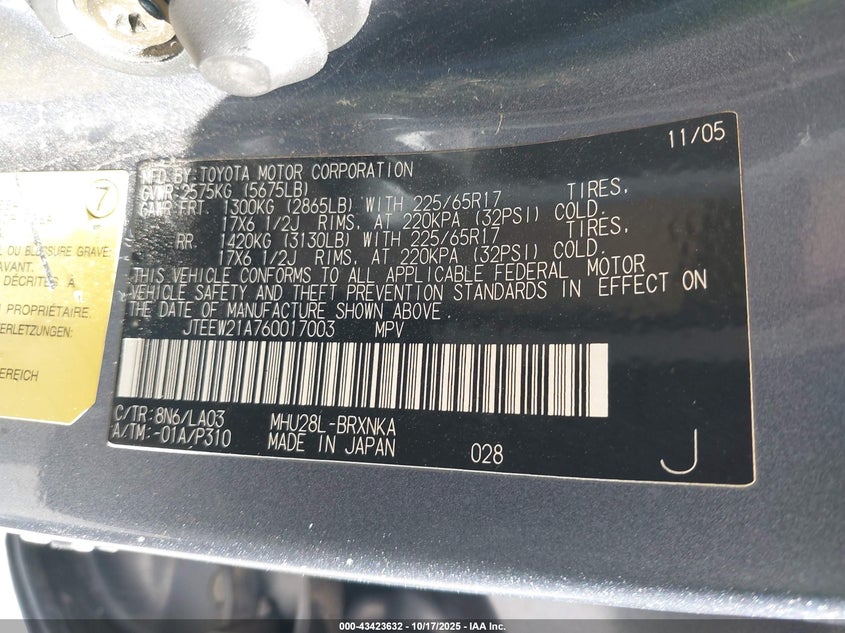 11/05
MFD.BY:TOYOTA MOTOR CORPORATION
GVWR:2575KG (5675LB)
GAWR FRT. 1300KG (2865LB) WITH 225/65R17 TIRES,
17X6 1/2J RIMS, AT 220KPA (32PSI) COLD.
RR. 1420KG (3130LB) WITH 225/65R17 TIRES,
17X6 1/2J RIMS, AT 220KPA (32PSI) COLD.
THIS VEHICLE CONFORMS TO ALL APPLICABLE FEDERAL MOTOR
VEHICLE SAFETY AND THEFT PREVENTION STANDARDS IN EFFECT ON
THE DATE OF MANUFACTURE SHOWN ABOVE.
JTEEW21A760017003 MPV
C/TR:8N6/LA03 MHU28L-BRXNKA
A/TM:-01A/P310 MADE IN JAPAN 028 J
7
OU BLESSURE GRAVE
AVANT.
DÉCRITES À
PROPRIÉTAIRE.
EREICH
000-43423632 - 10/17/2025 - IAA Inc.